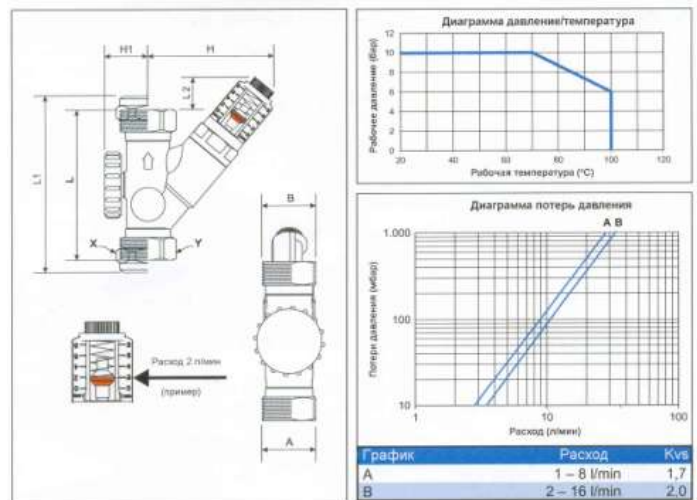 H1
H
L2
L1
L
X
Y
B
A
Расход 2 л/мин
(пример)
Диаграмма давление/температура
Рабочее давление (бар)
12
10
8
6
4
2
0
20 40 60 80 100 120
Рабочая температура (°C)
Диаграмма потерь давления
A B
Потери давления (мбар)
1.000
100
10
1 10 100
Расход (л/мин)
График Расход Kvs
A 1 – 8 l/min 1,7
B 2 – 16 l/min 2,0